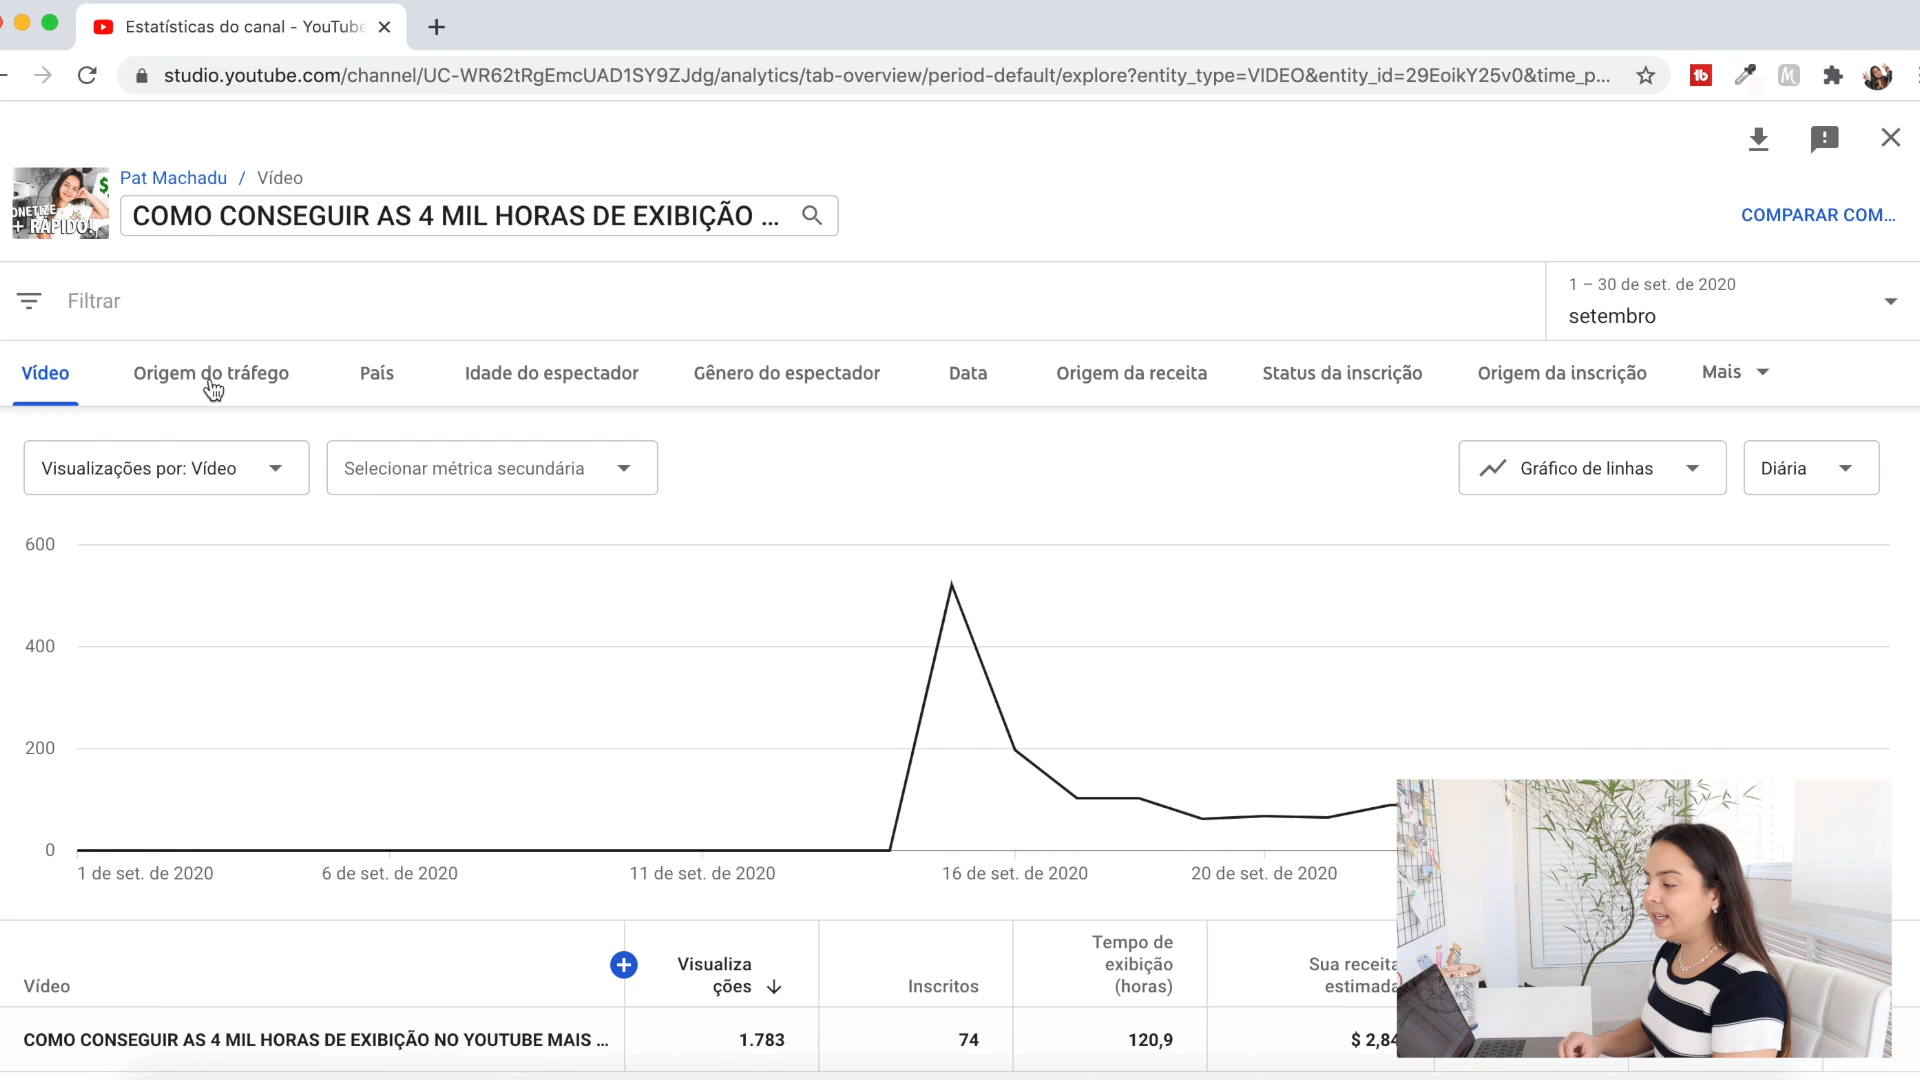 Estatísticas do canal - YouTube
studio.youtube.com/channel/UC-WR62tRgEmcUAD1SY9ZJdg/analytics/tab-overview/period-default/explore?entity_type=VIDEO&entity_id=29EoikY25v0&time_p...
Pat Machadu / Vídeo
ONETIZE
+ RÁPIDO!
COMO CONSEGUIR AS 4 MIL HORAS DE EXIBIÇÃO ...
COMPARAR COM...
Filtrar
1 – 30 de set. de 2020
setembro
Vídeo
Origem do tráfego
País
Idade do espectador
Gênero do espectador
Data
Origem da receita
Status da inscrição
Origem da inscrição
Mais
Visualizações por: Vídeo
Selecionar métrica secundária
Gráfico de linhas
Diária
600
400
200
0
1 de set. de 2020
6 de set. de 2020
11 de set. de 2020
16 de set. de 2020
20 de set. de 2020
Vídeo
Visualiza
ções
Inscritos
Tempo de
exibição
(horas)
Sua receita
estimada
COMO CONSEGUIR AS 4 MIL HORAS DE EXIBIÇÃO NO YOUTUBE MAIS ...
1.783
74
120,9
$ 2,84